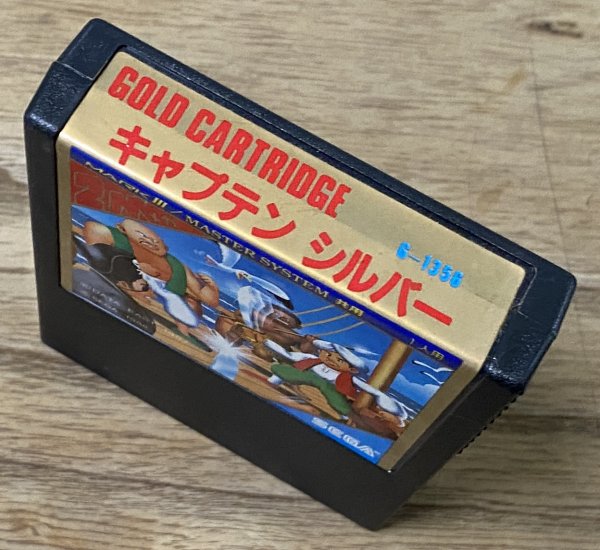 GOLD CARTRIDGE
キャプテン シルバー
G-1356
MARK III / MASTER SYSTEM 共用
1人用
SEGA